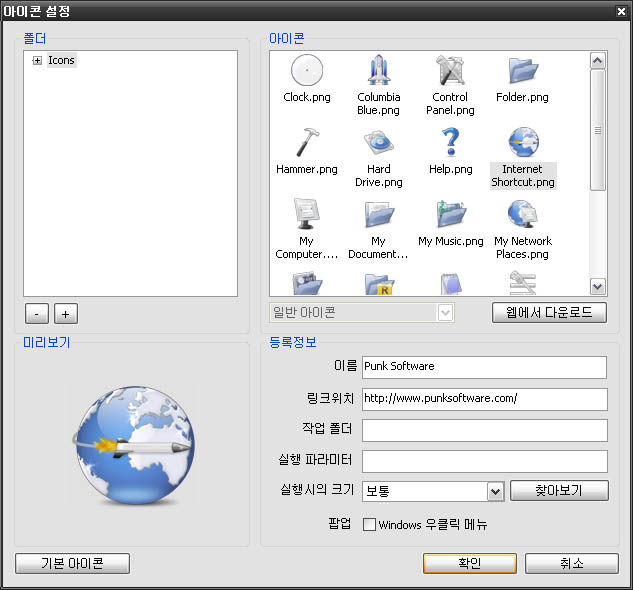 아이콘 설정
폴더
Icons
- +
아이콘
Clock.png
Columbia
Blue.png
Control
Panel.png
Folder.png
Hammer.png
Hard
Drive.png
Help.png
Internet
Shortcut.png
My
Computer....
My
Document...
My Music.png
My Network
Places.png
일반 아이콘
웹에서 다운로드
미리보기
등록정보
이름 Punk Software
링크위치 http://www.punksoftware.com/
작업 폴더
실행 파라미터
실행시의 크기 보통 찾아보기
팝업 Windows 우클릭 메뉴
기본 아이콘 확인 취소